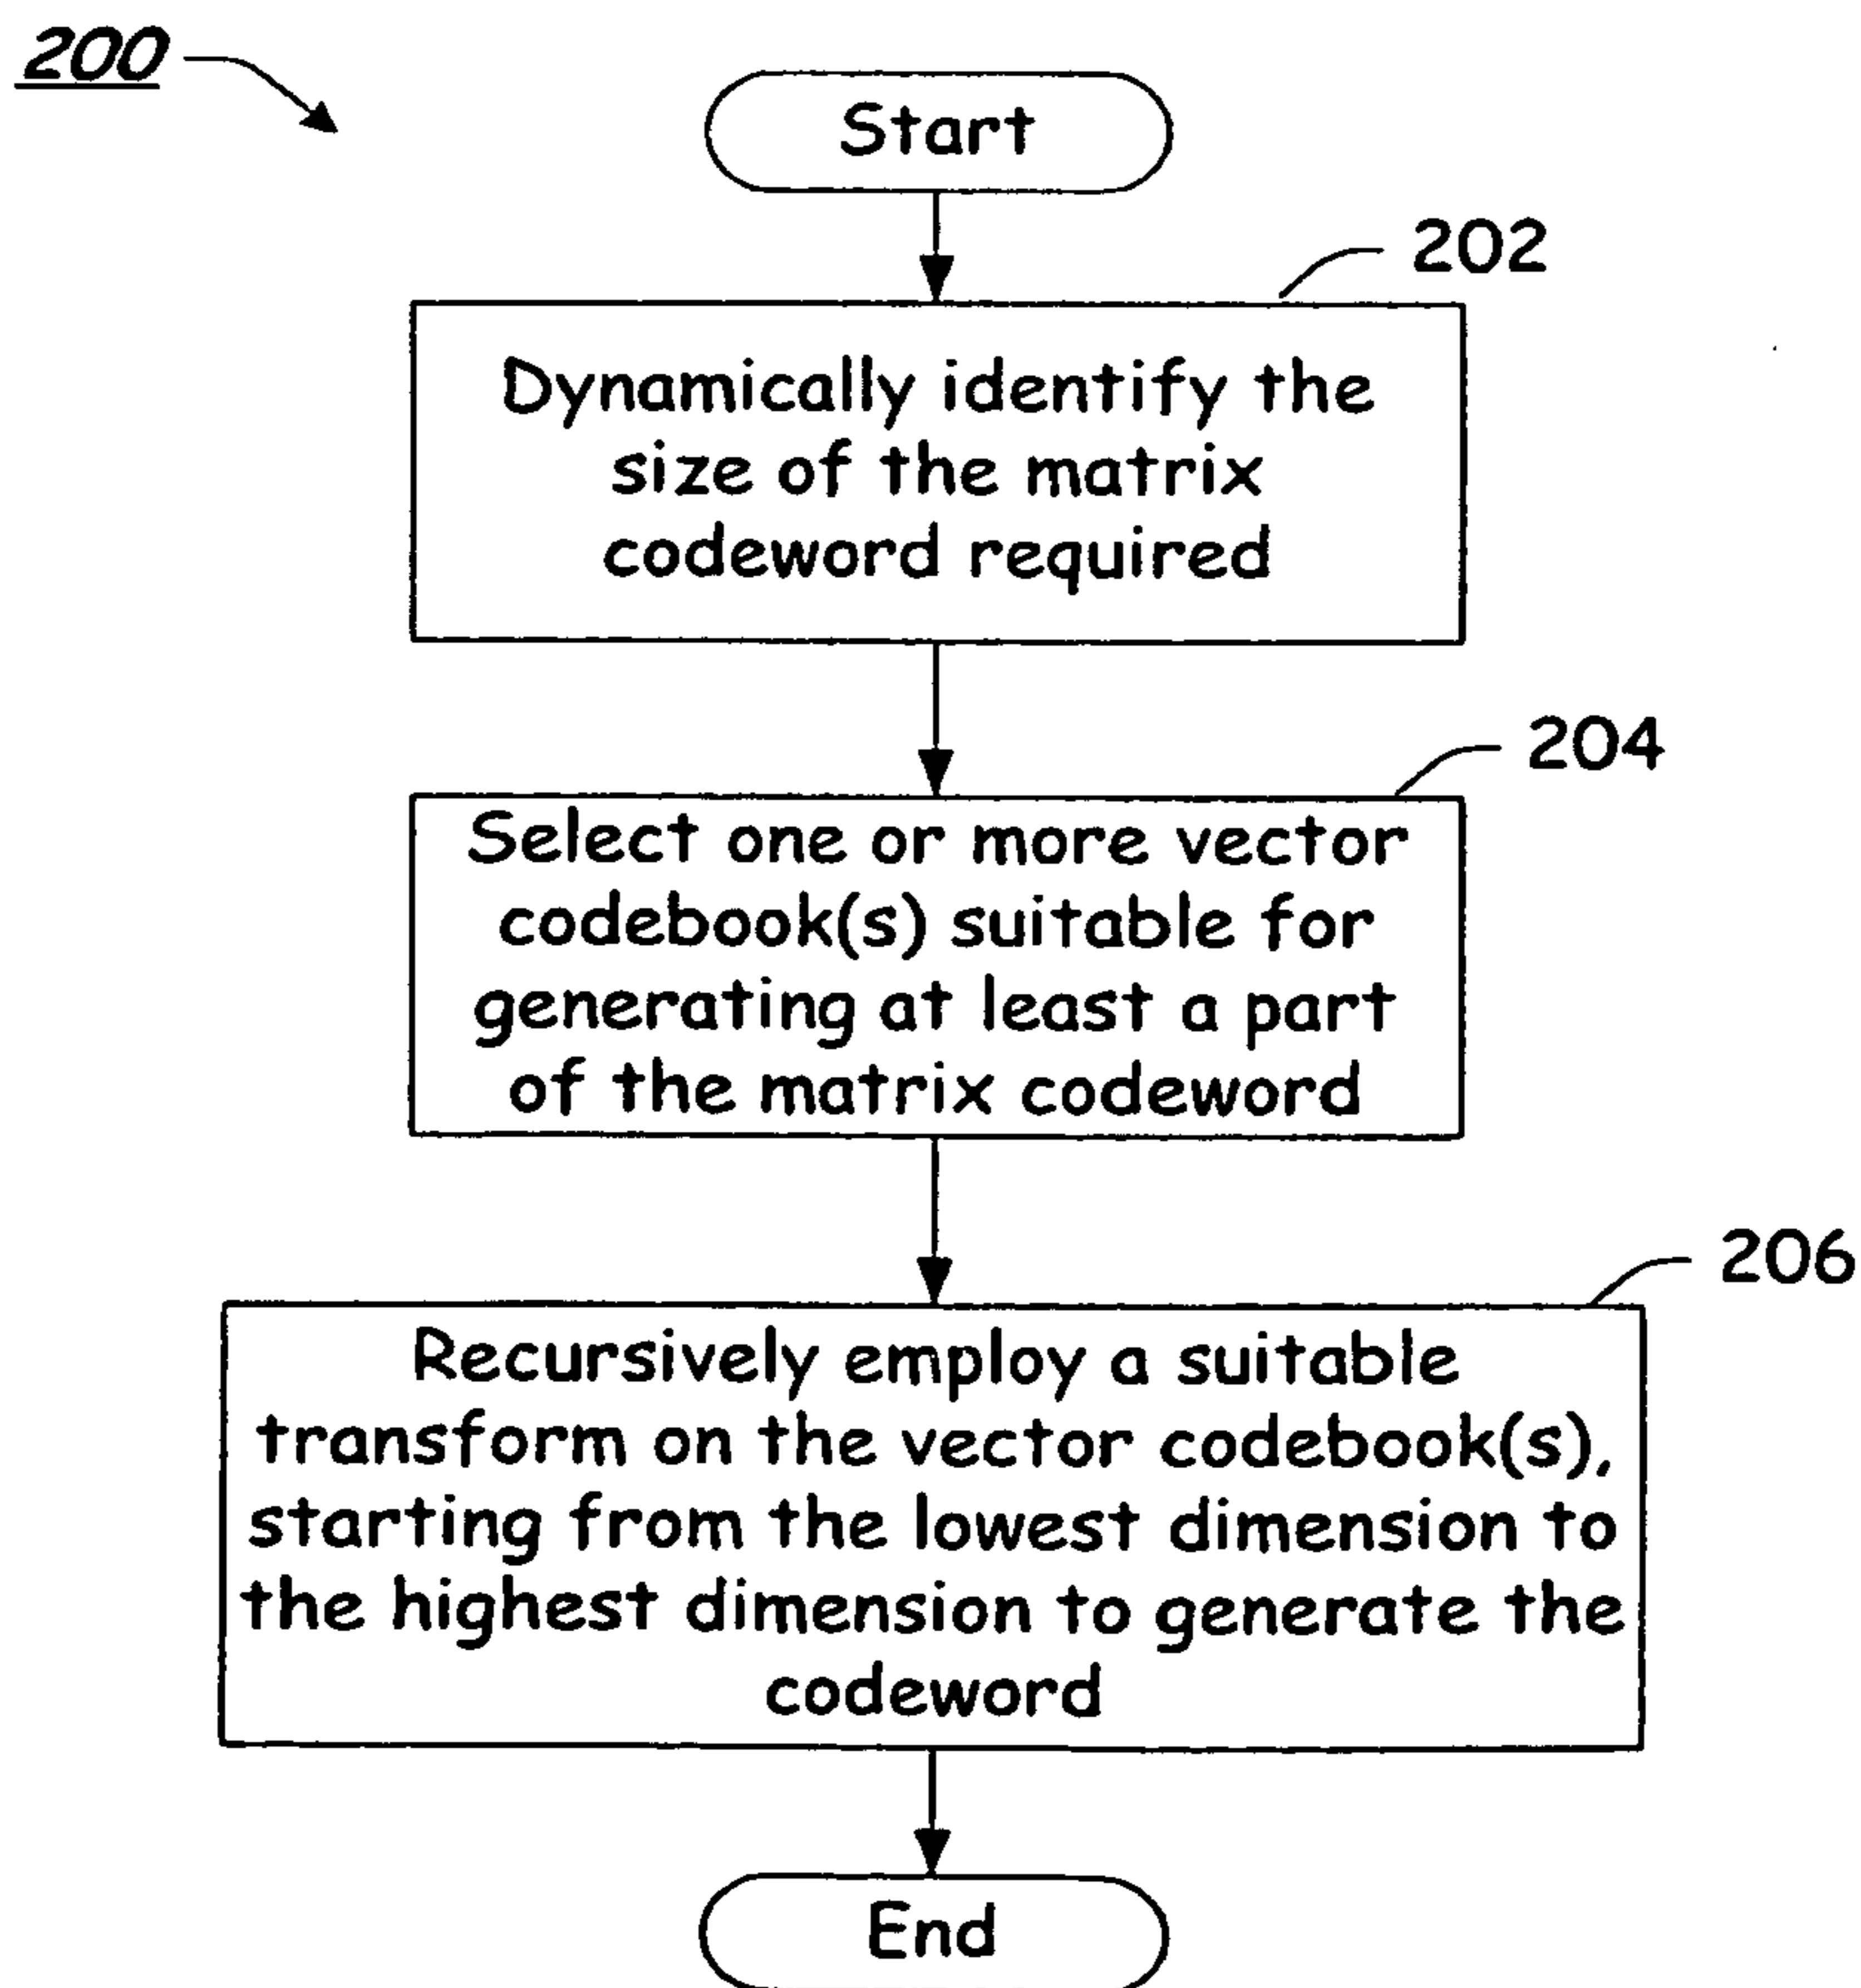 200
Start
202
Dynamically identify the
size of the matrix
codeword required
204
Select one or more vector
codebook(s) suitable for
generating at least a part
of the matrix codeword
206
Recursively employ a suitable
transform on the vector codebook(s),
starting from the lowest dimension to
the highest dimension to generate the
codeword
End